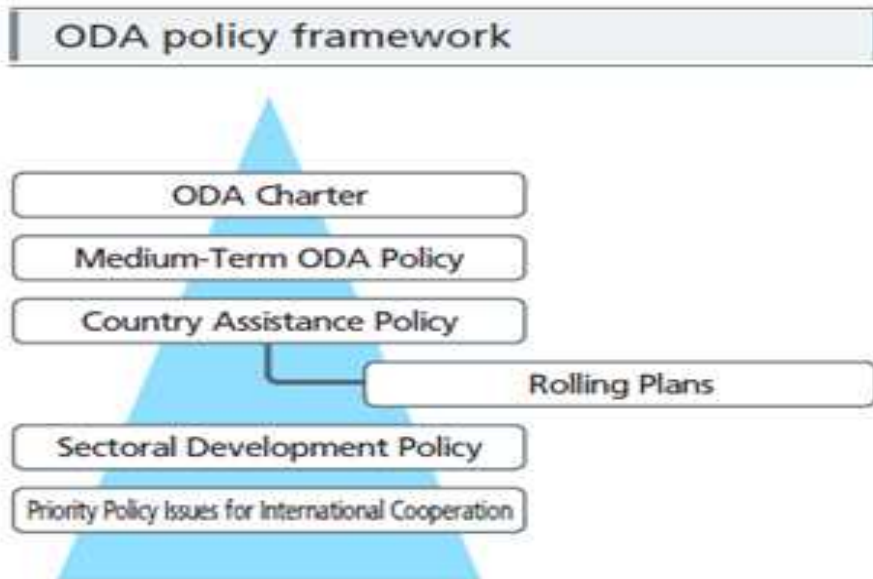 ODA policy framework
ODA Charter
Medium-Term ODA Policy
Country Assistance Policy
Rolling Plans
Sectoral Development Policy
Priority Policy Issues for International Cooperation